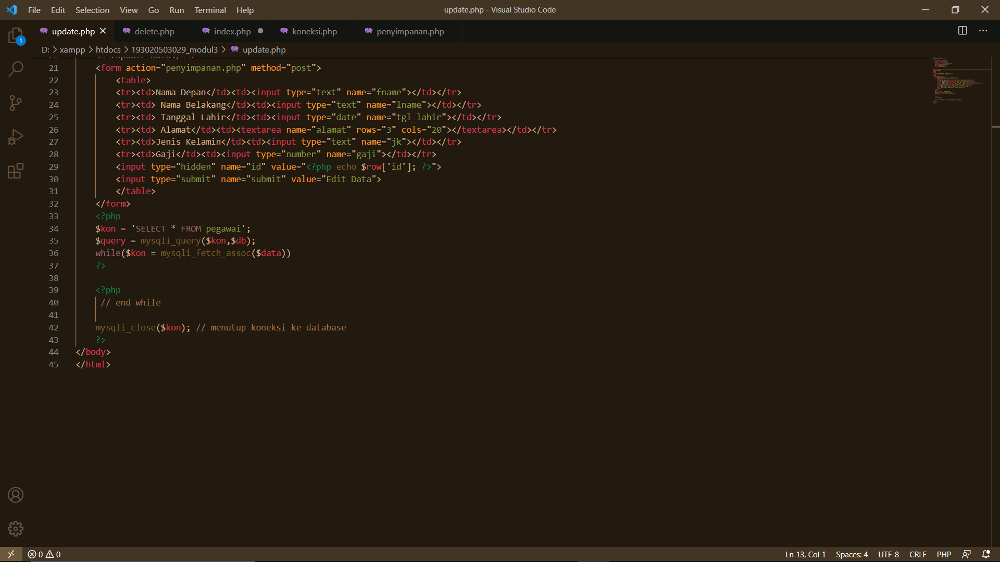 File Edit Selection View Go Run Terminal Help
update.php - Visual Studio Code
update.php delete.php index.php koneksi.php penyimpanan.php
1
D: > xampp > htdocs > 193020503029_modul3 > update.php
21 <form action="penyimpanan.php" method="post">
22 <table>
23 <tr><td>Nama Depan</td><td><input type="text" name="fname"></td></tr>
24 <tr><td> Nama Belakang</td><td><input type="text" name="lname"></td></tr>
25 <tr><td> Tanggal Lahir</td><td><input type="date" name="tgl_lahir"></td></tr>
26 <tr><td> Alamat</td><td><textarea name="alamat" rows="3" cols="20"></textarea></td></tr>
27 <tr><td>Jenis Kelamin</td><td><input type="text" name="jk"></td></tr>
28 <tr><td>Gaji</td><td><input type="number" name="gaji"></td></tr>
29 <input type="hidden" name="id" value="<?php echo $row['id']; ?>">
30 <input type="submit" name="submit" value="Edit Data">
31 </table>
32 </form>
33 <?php
34 $kon = 'SELECT * FROM pegawai';
35 $query = mysqli_query($kon,$db);
36 while($kon = mysqli_fetch_assoc($data))
37 ?>
38
39 <?php
40 // end while
41
42 mysqli_close($kon); // menutup koneksi ke database
43 ?>
44 </body>
45 </html>
0 0
Ln 13, Col 1 Spaces: 4 UTF-8 CRLF PHP